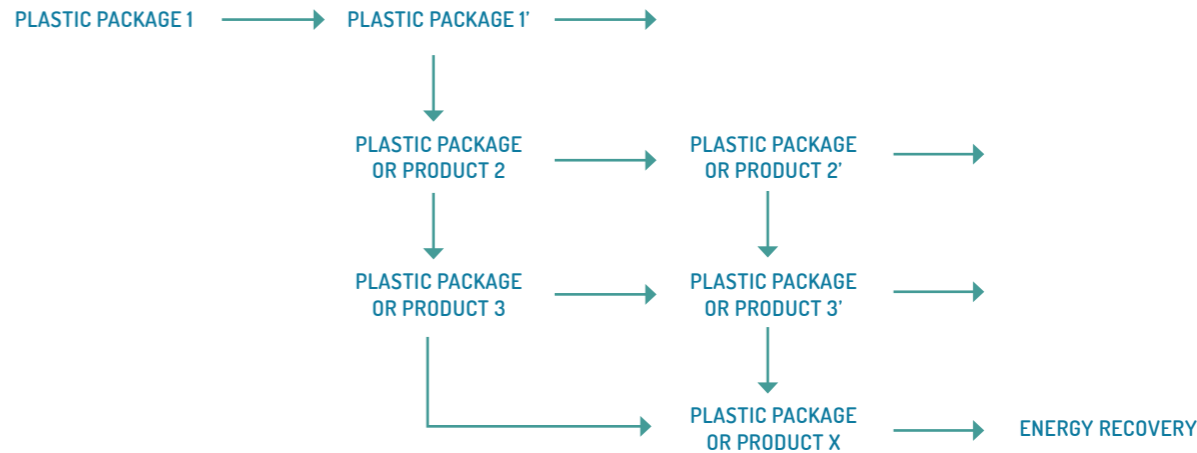 PLASTIC PACKAGE 1
PLASTIC PACKAGE 1’
PLASTIC PACKAGE
OR PRODUCT 2
PLASTIC PACKAGE
OR PRODUCT 2’
PLASTIC PACKAGE
OR PRODUCT 3
PLASTIC PACKAGE
OR PRODUCT 3’
PLASTIC PACKAGE
OR PRODUCT X
ENERGY RECOVERY